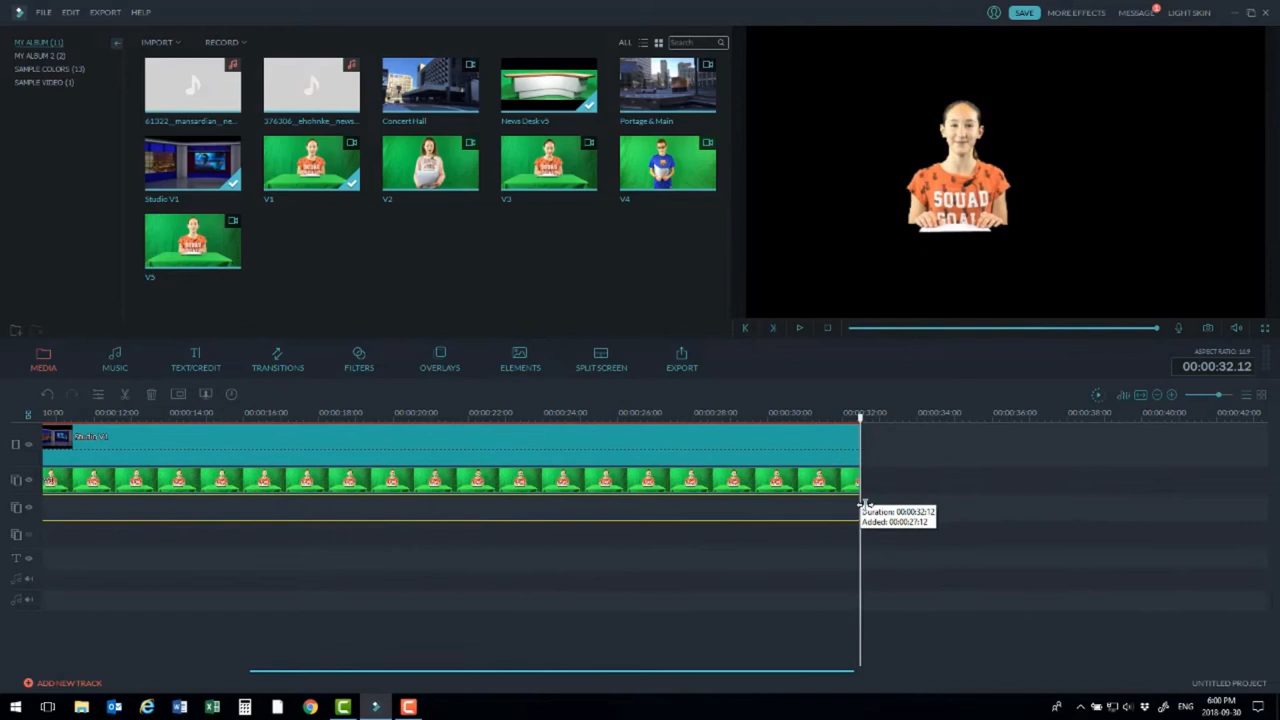 FILE EDIT EXPORT HELP
SAVE MORE EFFECTS MESSAGE 1 LIGHT SKIN
MY ALBUM (11)
MY ALBUM 2 (2)
SAMPLE COLORS (13)
SAMPLE VIDEO (1)
IMPORT RECORD ALL Search
61322__mansardian__ne... 376306__ehohnke__news... Concert Hall News Desk v5 Portage & Main
Studio V1 V1 V2 V3 V4
V5
SQUAD
GOALS
MEDIA MUSIC TEXT/CREDIT TRANSITIONS FILTERS OVERLAYS ELEMENTS SPLIT SCREEN EXPORT
ASPECT RATIO: 16:9
00:00:32.12
10:00 00:00:12:00 00:00:14:00 00:00:16:00 00:00:18:00 00:00:20:00 00:00:22:00 00:00:24:00 00:00:26:00 00:00:28:00 00:00:30:00 00:00:32:00 00:00:34:00 00:00:36:00 00:00:38:00 00:00:40:00 00:00:42:00
Studio V1
Duration: 00:00:32:12
Added: 00:00:27:12
ADD NEW TRACK
UNTITLED PROJECT
ENG
6:00 PM
2018-09-30